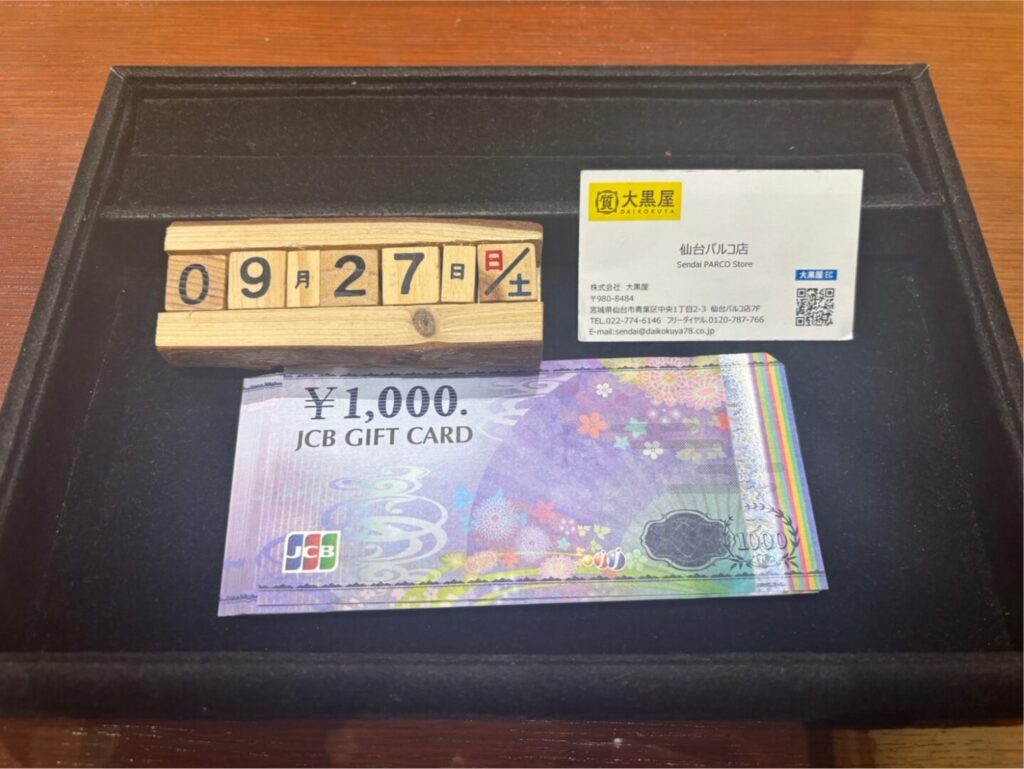 09月27日 日/土
質 大黒屋
DAIKOKUYA
仙台パルコ店
Sendai PARCO Store
大黒屋 EC
株式会社 大黒屋
〒980-8484
宮城県仙台市青葉区中央1丁目2-3 仙台パルコ店7F
TEL.022-774-6146 フリーダイヤル.0120-787-766
E-mail:sendai@daikokuya78.co.jp
¥1,000.
JCB GIFT CARD
JCB
1000